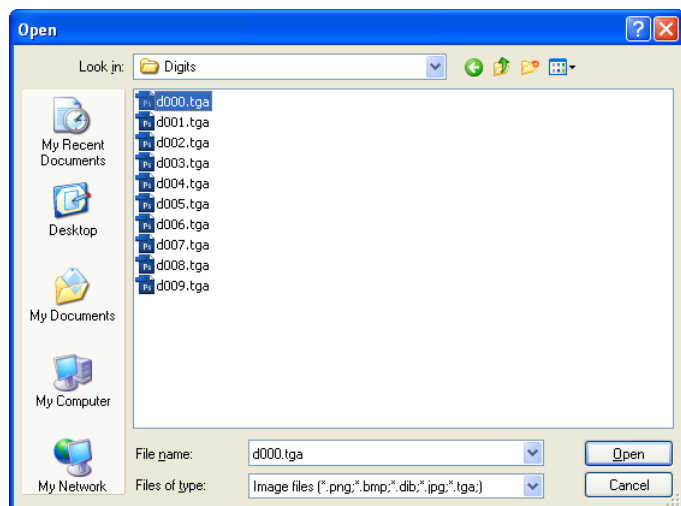 Open
Look in: Digits
My Recent
Documents
Desktop
My Documents
My Computer
My Network
d000.tga
d001.tga
d002.tga
d003.tga
d004.tga
d005.tga
d006.tga
d007.tga
d008.tga
d009.tga
File name: d000.tga Open
Files of type: Image files (*.png;*.bmp;*.dib;*.jpg;*.tga;) Cancel